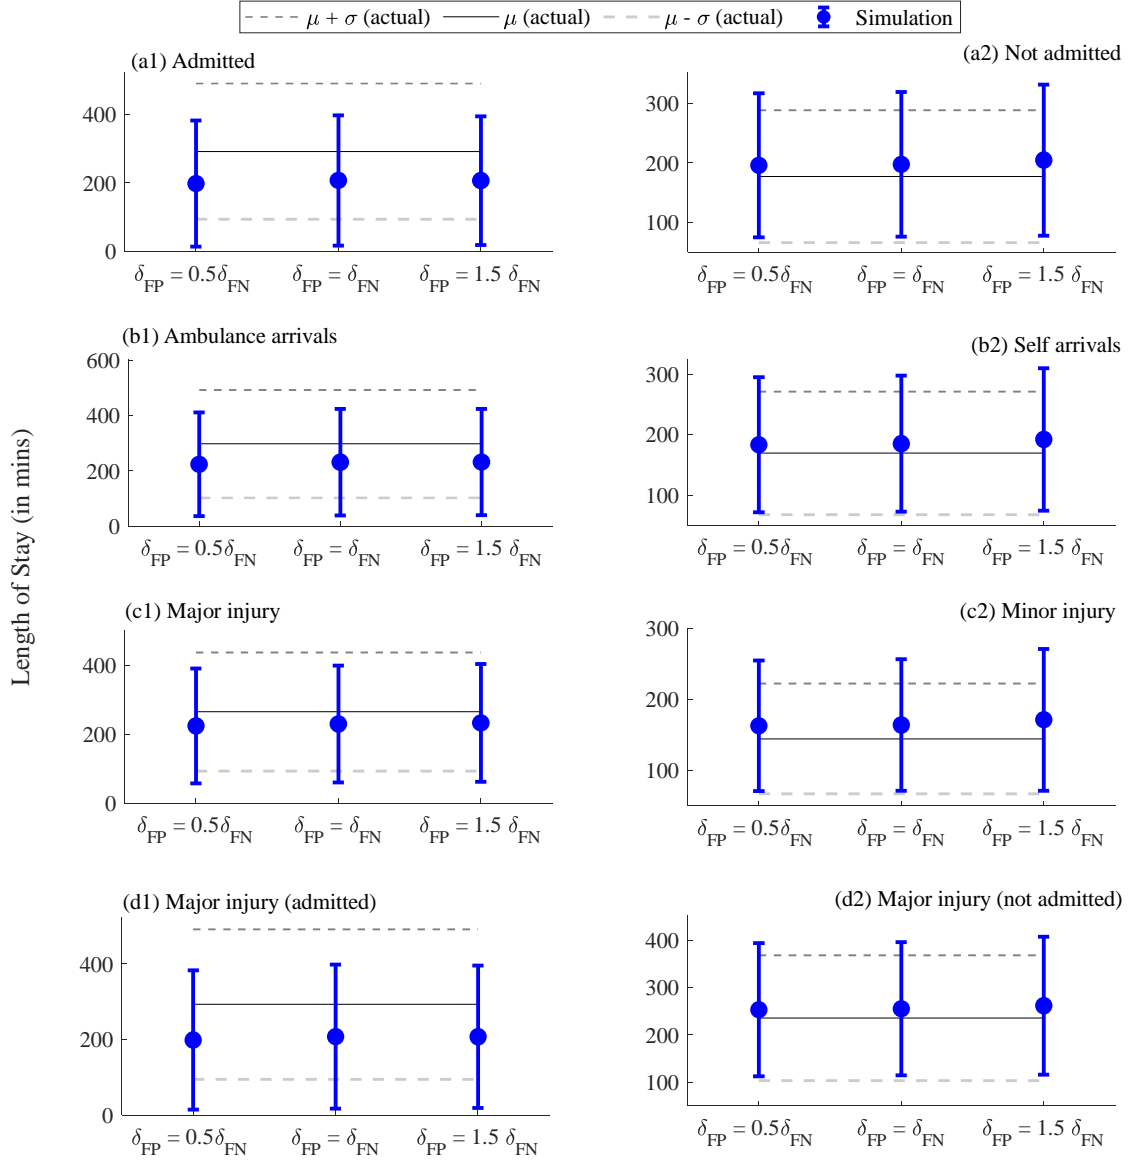 μ + σ (actual) μ (actual) μ - σ (actual) Simulation
(a1) Admitted
400
200
0
δFP = 0.5δFN δFP = δFN δFP = 1.5 δFN
(a2) Not admitted
300
200
100
δFP = 0.5δFN δFP = δFN δFP = 1.5 δFN
(b1) Ambulance arrivals
600
400
200
0
δFP = 0.5δFN δFP = δFN δFP = 1.5 δFN
(b2) Self arrivals
300
200
100
δFP = 0.5δFN δFP = δFN δFP = 1.5 δFN
Length of Stay (in mins)
(c1) Major injury
400
200
0
δFP = 0.5δFN δFP = δFN δFP = 1.5 δFN
(c2) Minor injury
300
200
100
δFP = 0.5δFN δFP = δFN δFP = 1.5 δFN
(d1) Major injury (admitted)
400
200
0
δFP = 0.5δFN δFP = δFN δFP = 1.5 δFN
(d2) Major injury (not admitted)
400
300
200
100
δFP = 0.5δFN δFP = δFN δFP = 1.5 δFN